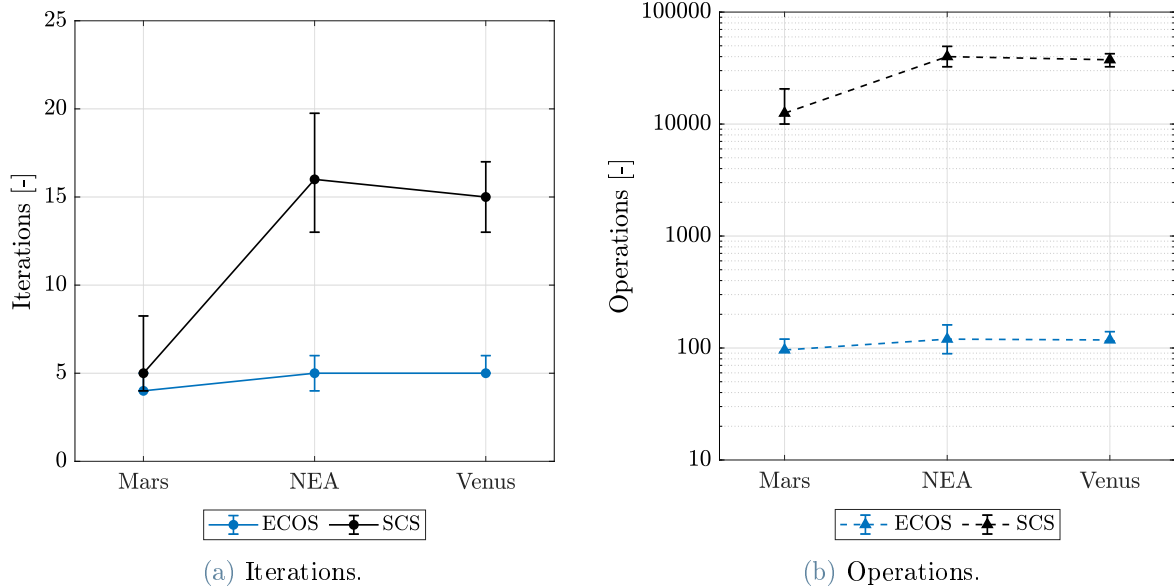 25
20
15
10
5
0
Iterations [-]
Mars NEA Venus
ECOS SCS
(a) Iterations.
100000
10000
1000
100
10
Operations [-]
Mars NEA Venus
ECOS SCS
(b) Operations.